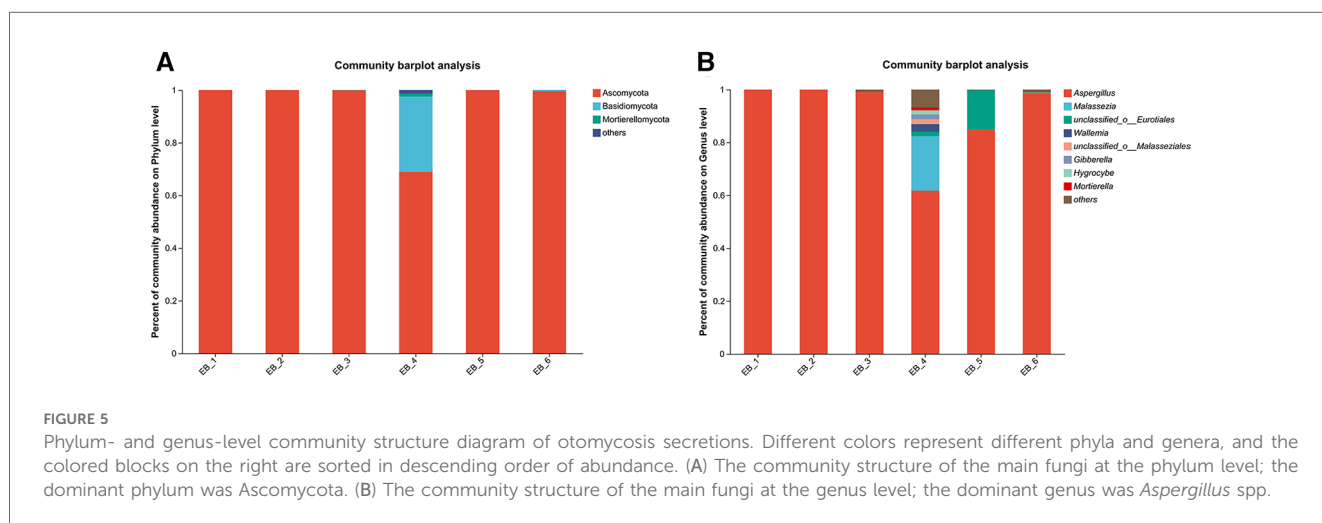 A
Community barplot analysis
Percent of community abundance on Phylum level
1
0.8
0.6
0.4
0.2
0
EB_1
EB_2
EB_3
EB_4
EB_5
EB_6
Ascomycota
Basidiomycota
Mortierellomycota
others
B
Community barplot analysis
Percent of community abundance on Genus level
1
0.8
0.6
0.4
0.2
0
EB_1
EB_2
EB_3
EB_4
EB_5
EB_6
Aspergillus
Malassezia
unclassified_o__Eurotiales
Wallemia
unclassified_o__Malasseziales
Gibberella
Hygrocybe
Mortierella
others
FIGURE 5
Phylum- and genus-level community structure diagram of otomycosis secretions. Different colors represent different phyla and genera, and the
colored blocks on the right are sorted in descending order of abundance. (A) The community structure of the main fungi at the phylum level; the
dominant phylum was Ascomycota. (B) The community structure of the main fungi at the genus level; the dominant genus was Aspergillus spp.